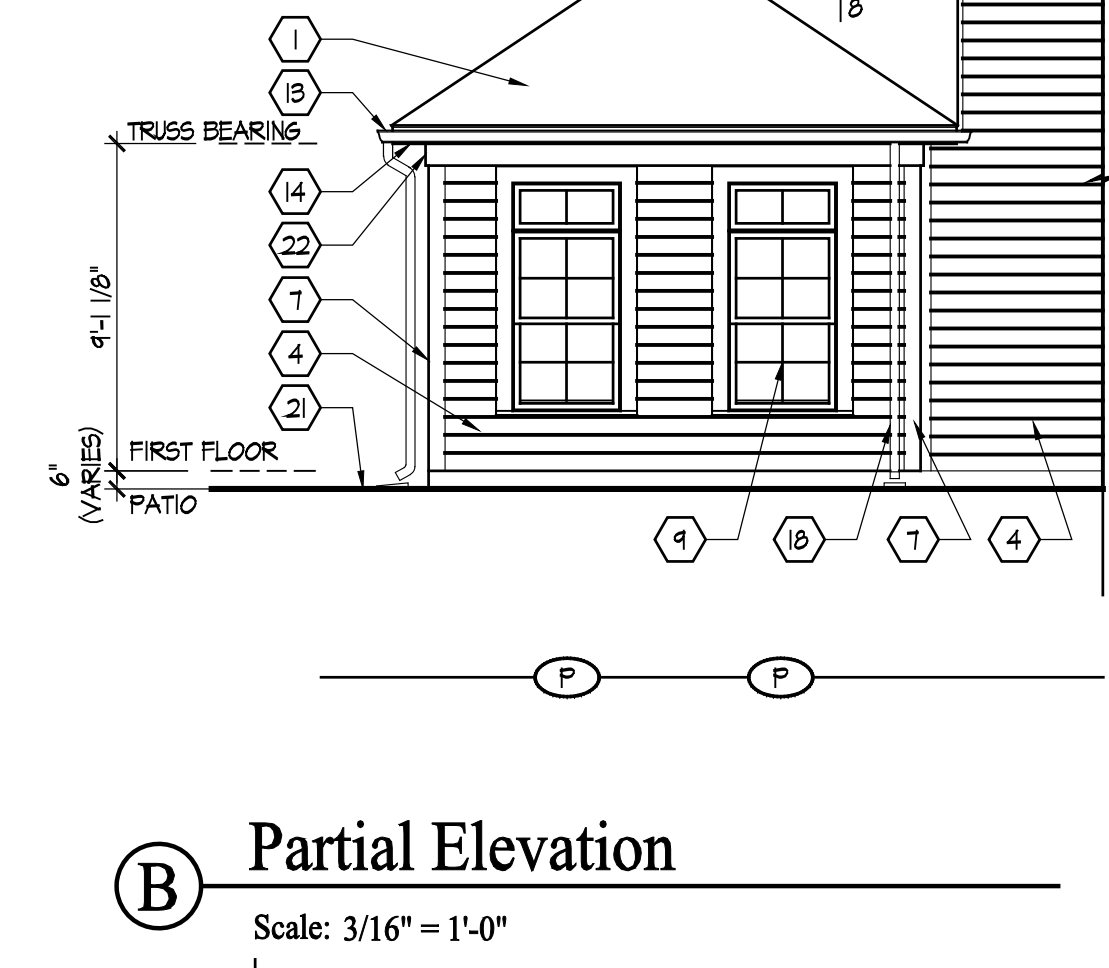 8
1
13
TRUSS BEARING
14
22
9'-1 1/8"
7
4
21
FIRST FLOOR
6"
(VARIES)
PATIO
9
18
7
4
P
P
Partial Elevation
B
Scale: 3/16" = 1'-0"